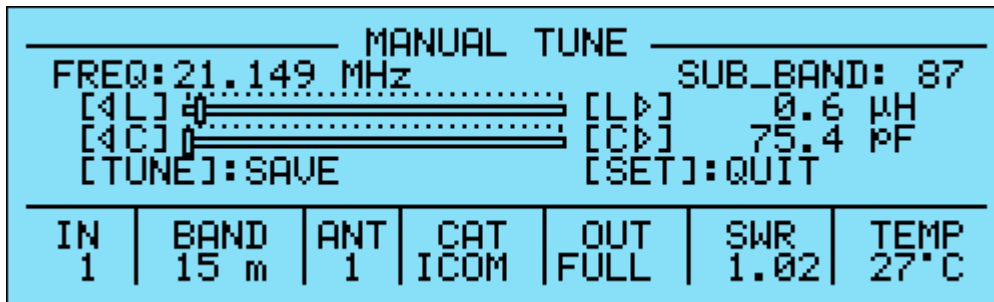 MANUAL TUNE
FREQ:21.149 MHz SUB_BAND: 87
[◁L] [L▷] 0.6 µH
[◁C] [C▷] 75.4 pF
[TUNE]:SAVE [SET]:QUIT
IN BAND ANT CAT OUT SWR TEMP
1 15 m 1 ICOM FULL 1.02 27°C